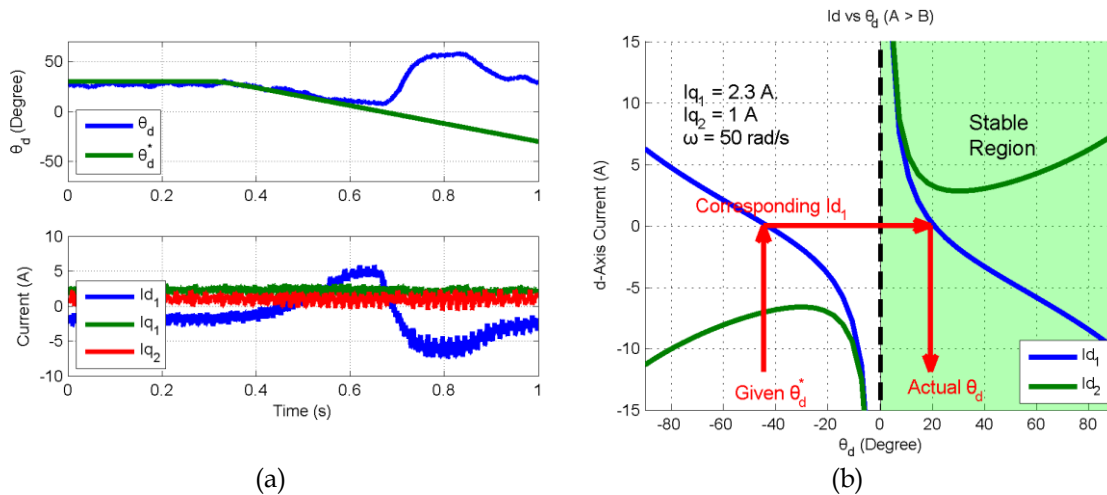 50
0
-50
0
0.2
0.4
0.6
0.8
1
θd (Degree)
θd
θd*
10
5
0
-5
-10
0
0.2
0.4
0.6
0.8
1
Current (A)
Id1
Iq1
Iq2
Time (s)
(a)
Id vs θd (A > B)
15
10
5
0
-5
-10
-15
-80
-60
-40
-20
0
20
40
60
80
d-Axis Current (A)
θd (Degree)
Iq1 = 2.3 A
Iq2 = 1 A
ω = 50 rad/s
Stable
Region
Corresponding Id1
Given θd*
Actual θd
Id1
Id2
(b)